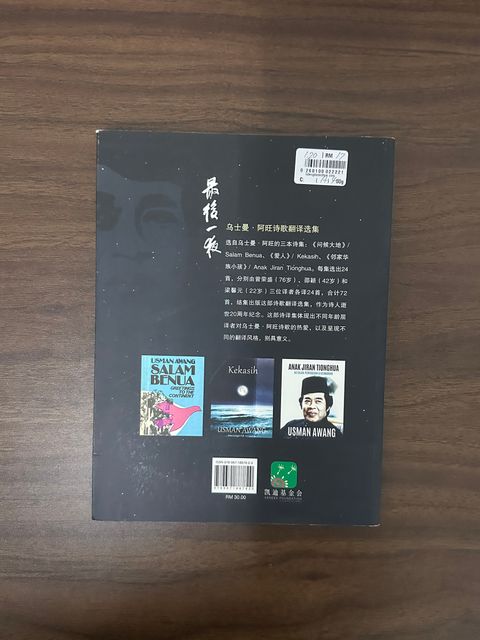 RM 17
最後一夜
乌士曼·阿旺诗歌翻译选集
选自乌士曼·阿旺的三本诗集:《问候大地》/
Salam Benua、《爱人》/ Kekasih、《邻家华
族小孩》/ Anak Jiran Tionghua。每集选出24
首,分别由曾荣盛(76岁)、邵颖(42岁)和
梁馨元(22岁)三位译者各译24首,合计72
首,结集出版这部诗歌翻译选集,作为诗人逝
世20周年纪念。这部诗译集体现出不同年龄层
译者对乌士曼·阿旺诗歌的热爱,以及呈现不
同的翻译风格,别具意义。
USMAN AWANG
SALAM
BENUA
GREETINGS
TO THE
CONTINENT
Kekasih
USMAN AWANG
ANAK JIRAN TIONGHUA
USMAN AWANG
RM 30.00
凯迪基金会